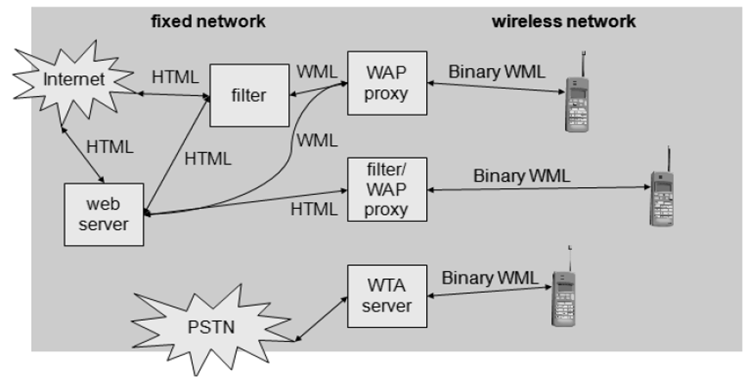 fixed network
wireless network
Internet
HTML
filter
WML
WAP
proxy
Binary WML
HTML
HTML
WML
web
server
HTML
filter/
WAP
proxy
Binary WML
WTA
server
Binary WML
PSTN